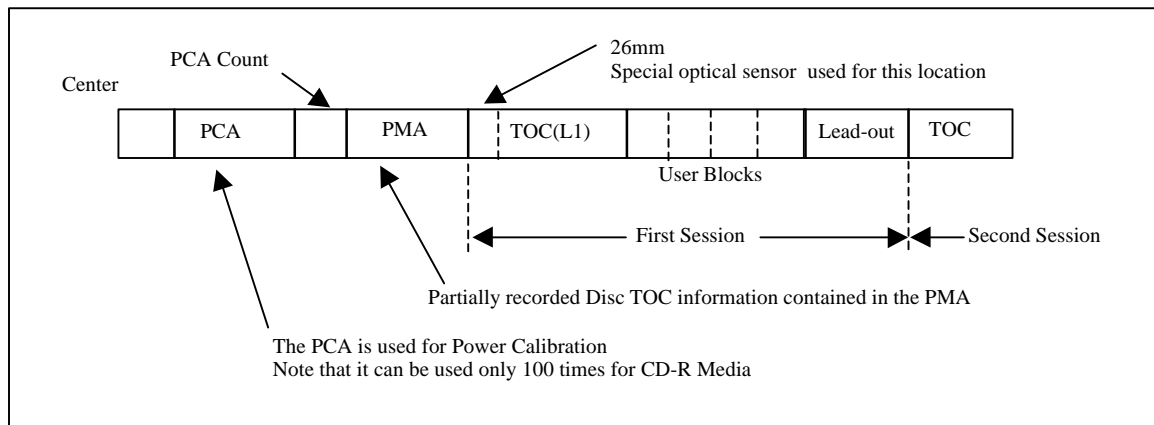 26mm
PCA Count
Special optical sensor used for this location
Center
PCA
PMA
TOC(L1)
Lead-out
TOC
User Blocks
First Session
Second Session
Partially recorded Disc TOC information contained in the PMA
The PCA is used for Power Calibration
Note that it can be used only 100 times for CD-R Media